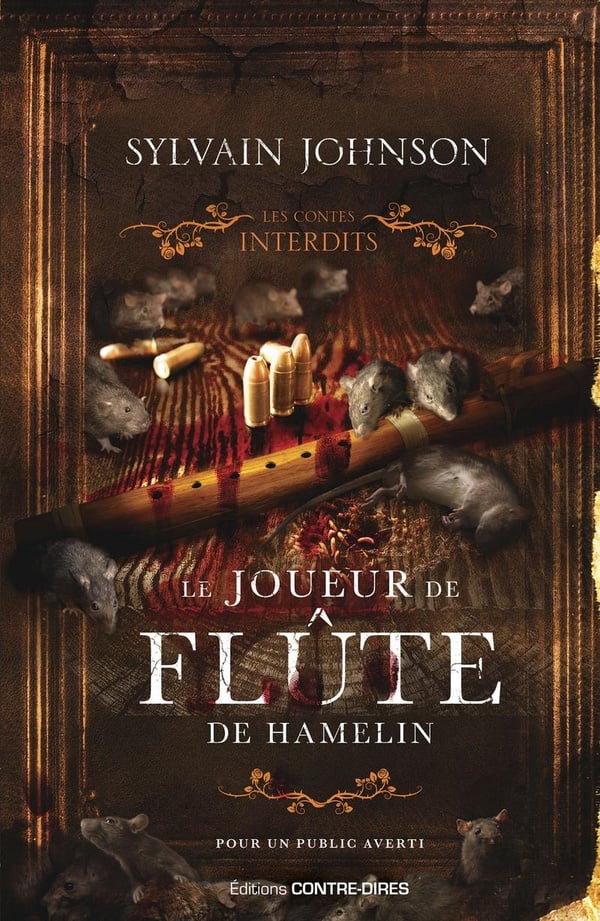 SYLVAIN JOHNSON
LES CONTES
INTERDITS
LE JOUEUR DE
FLÛTE
DE HAMELIN
POUR UN PUBLIC AVERTI
Éditions CONTRE-DIRES